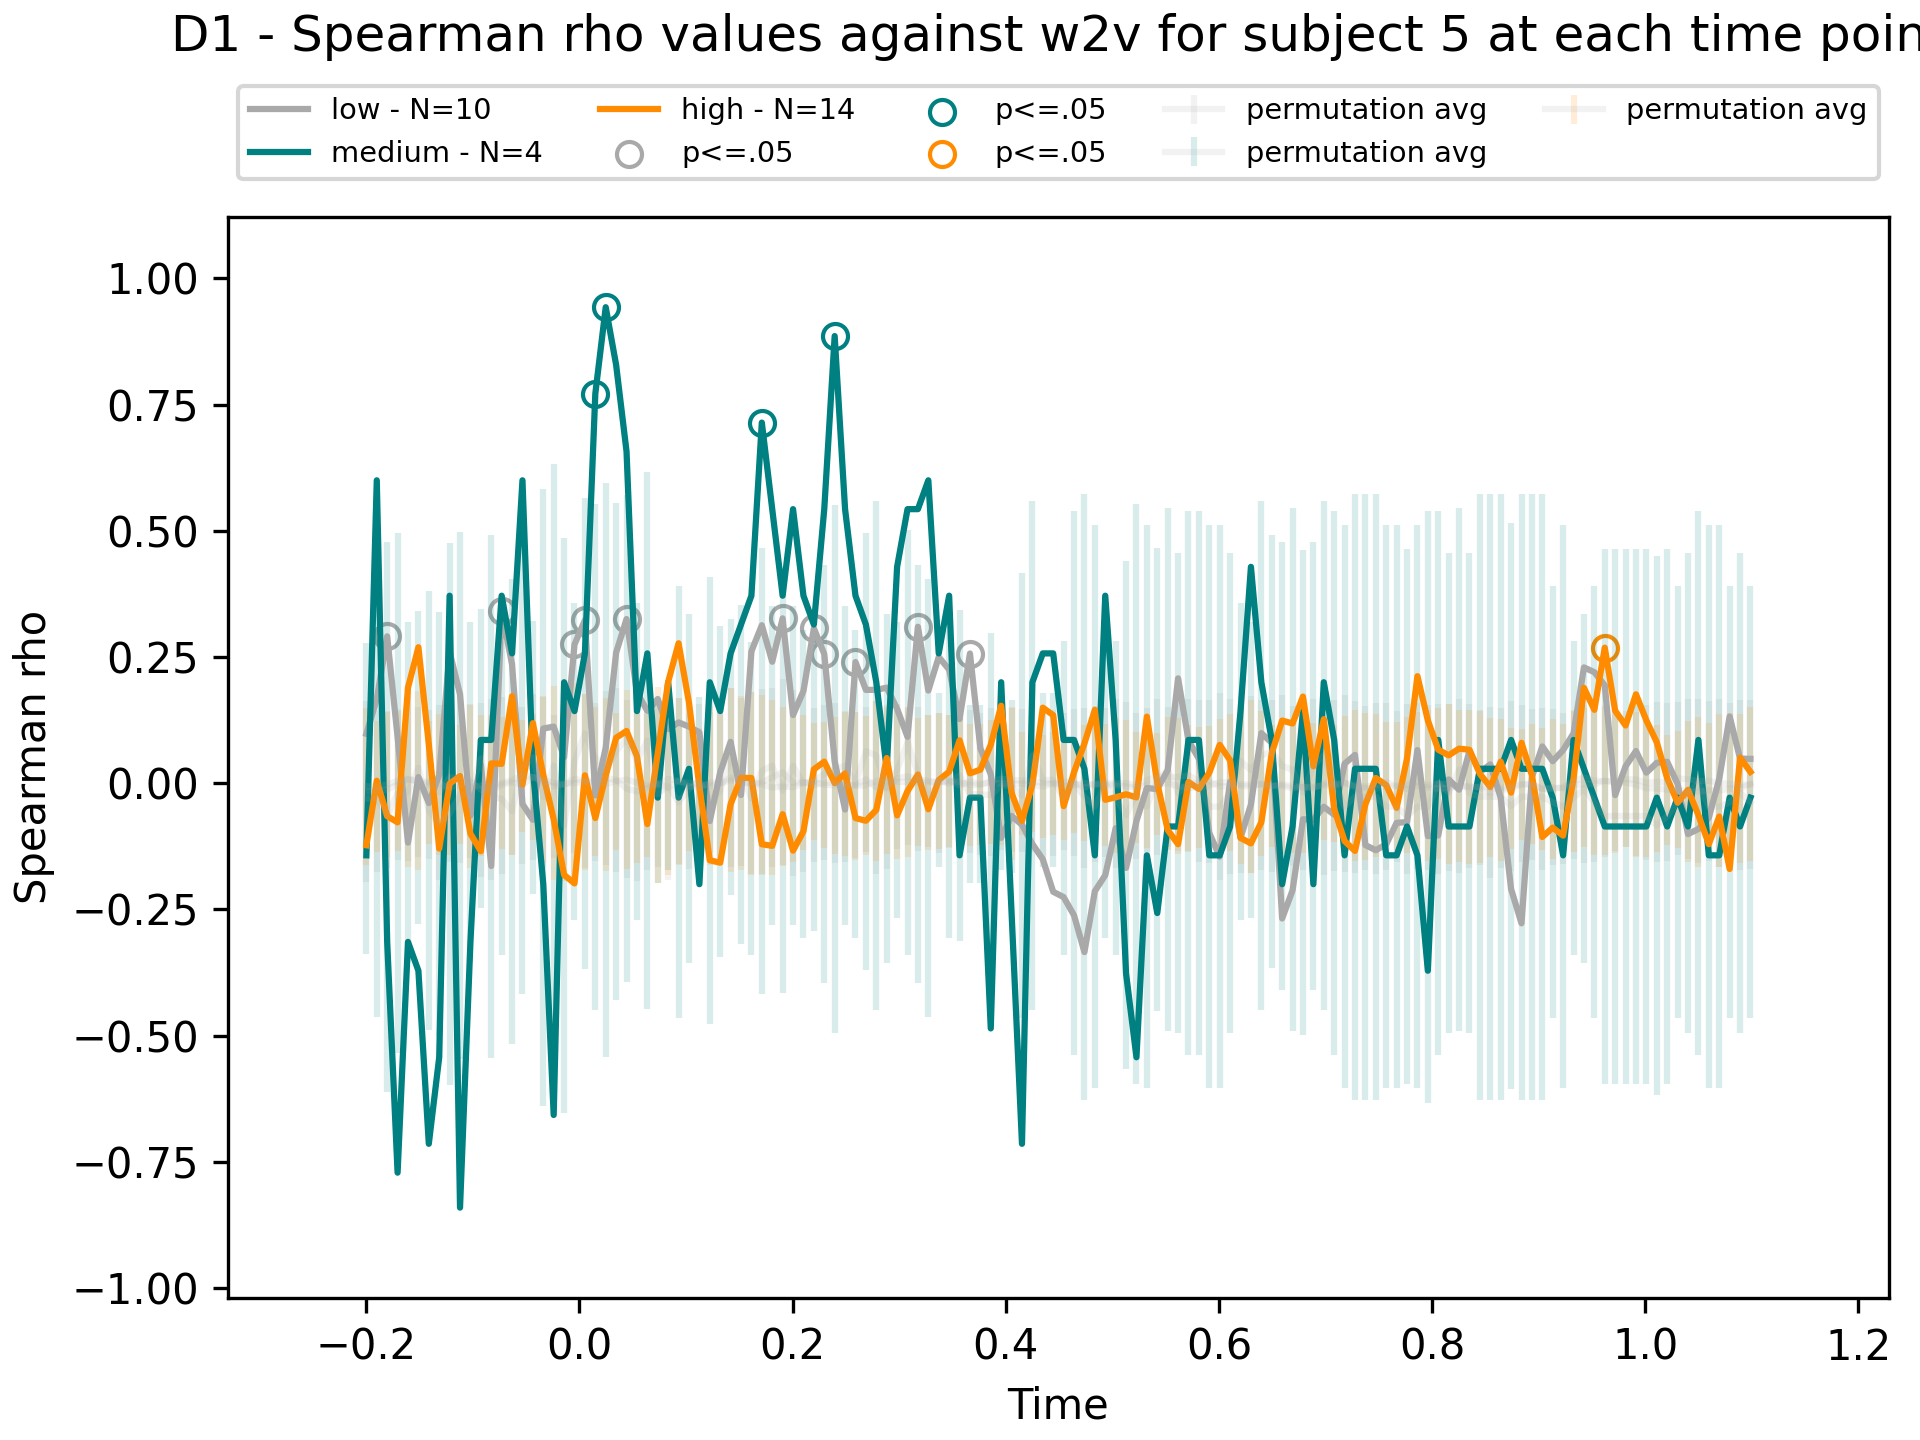 D1 - Spearman rho values against w2v for subject 5 at each time poin
low - N=10 high - N=14 p<=.05 permutation avg permutation avg
medium - N=4 p<=.05 p<=.05 permutation avg
1.00
0.75
0.50
0.25
0.00
−0.25
−0.50
−0.75
−1.00
Spearman rho
−0.2 0.0 0.2 0.4 0.6 0.8 1.0 1.2
Time